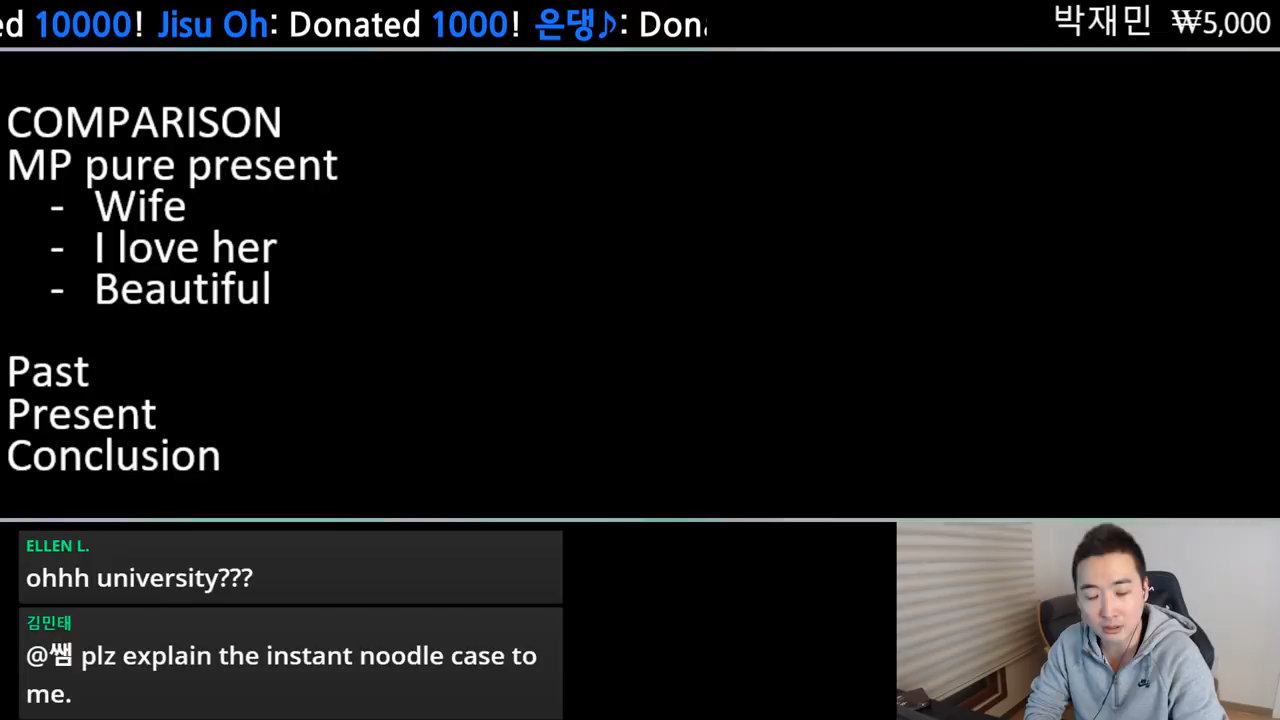 ed 10000! Jisu Oh: Donated 1000! 은댕♪: Don
박재민 ₩5,000
COMPARISON
MP pure present
- Wife
- I love her
- Beautiful
Past
Present
Conclusion
ELLEN L.
ohhh university???
김민태
@쌤 plz explain the instant noodle case to
me.